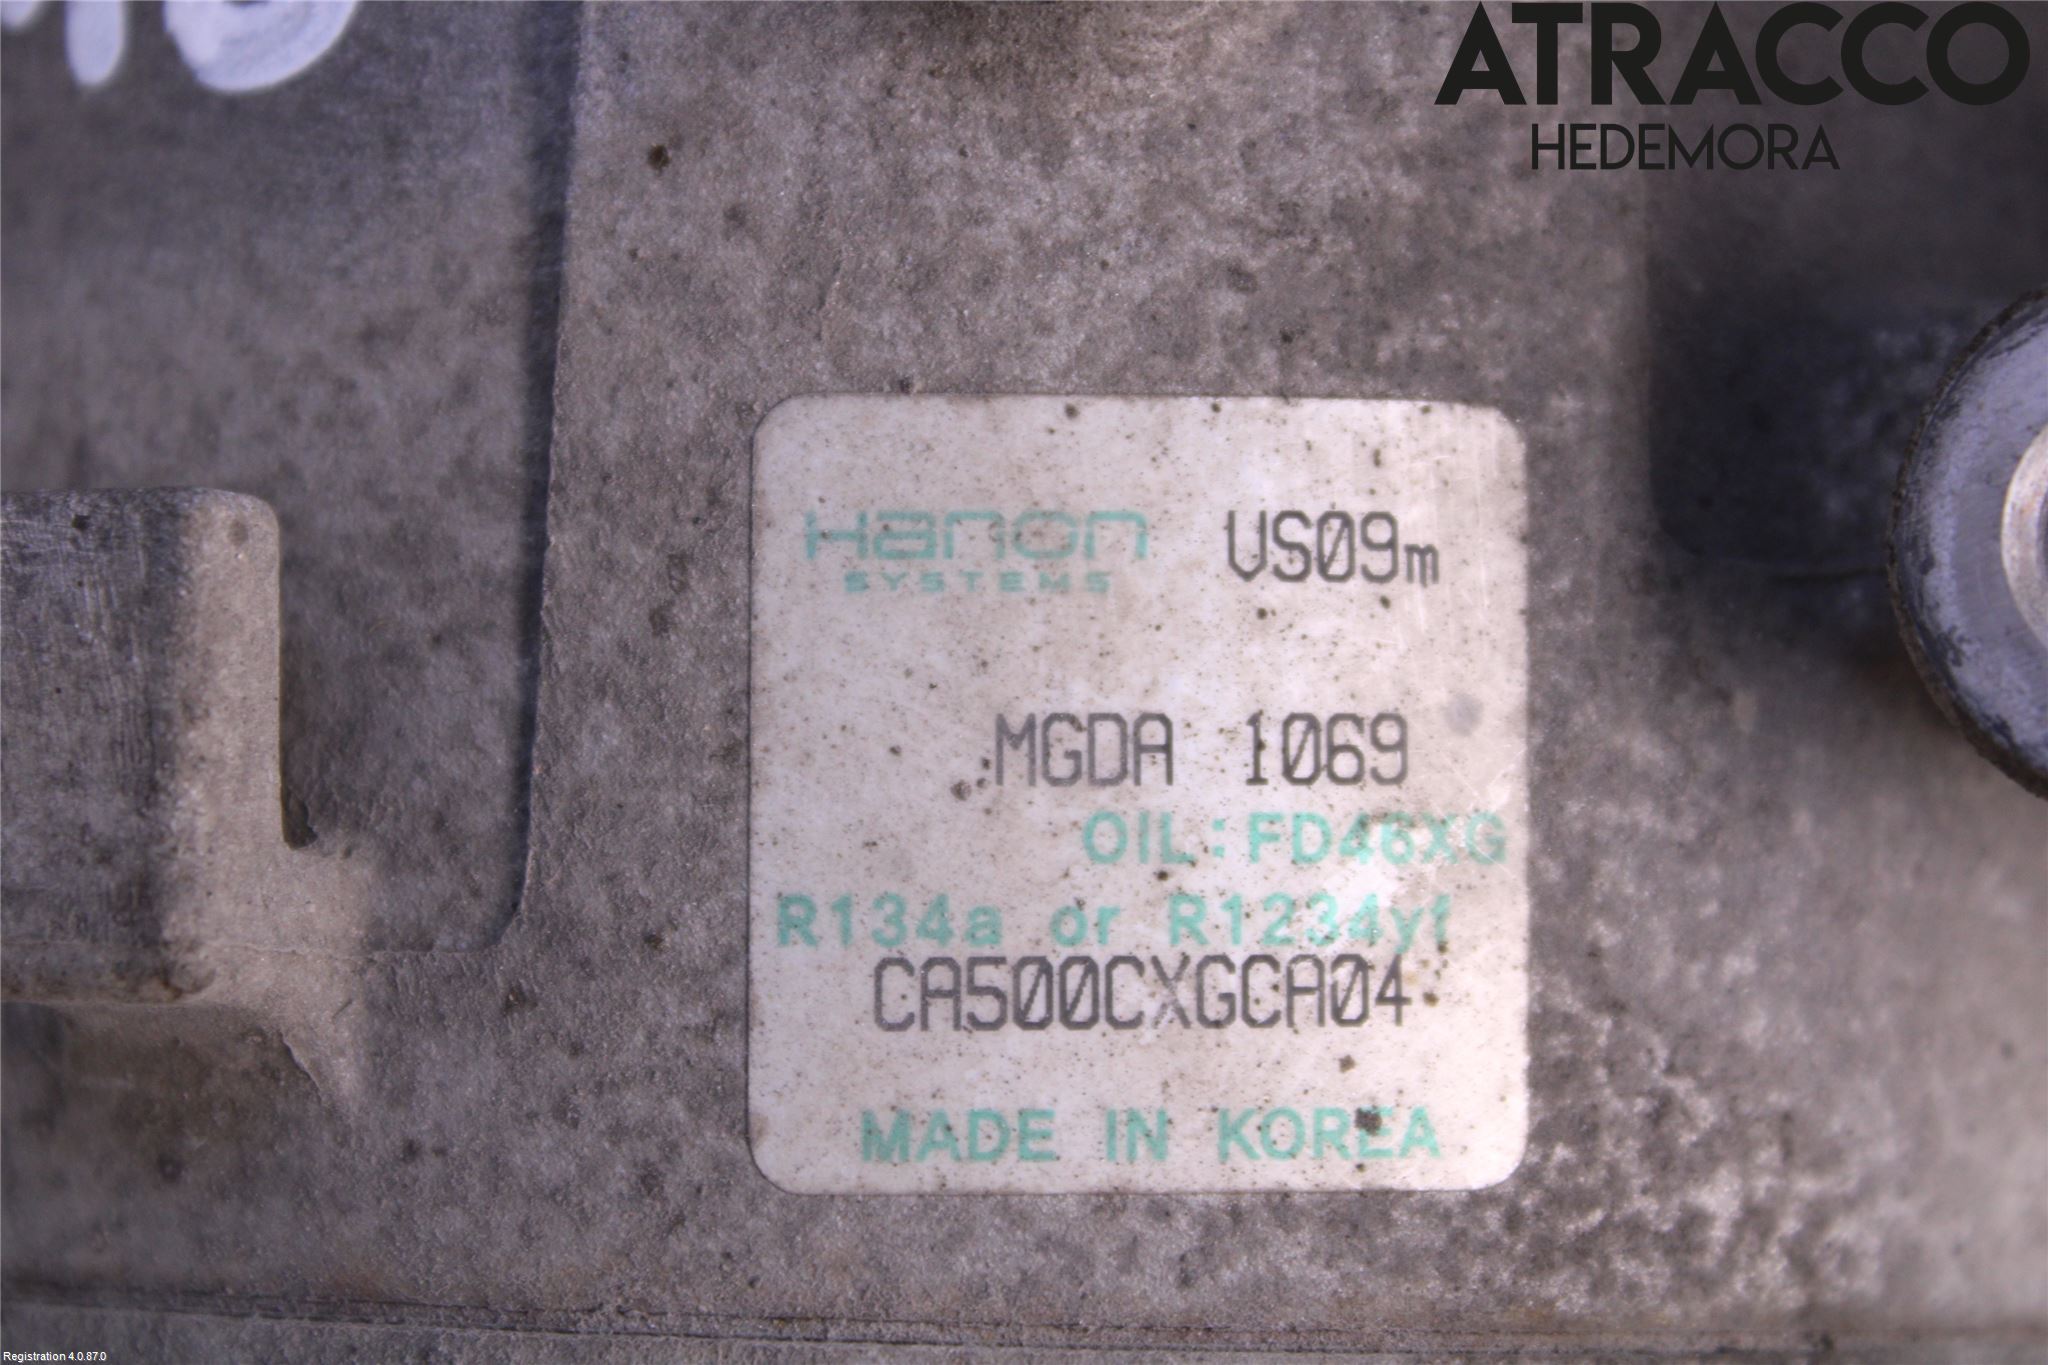 ATRACCO
HEDEMORA
Hanon VS09m
SYSTEMS
MGDA 1069
OIL: FD46XG
R134a or R1234yf
CA500CXGCA04
MADE IN KOREA
Registration 4.0.87.0